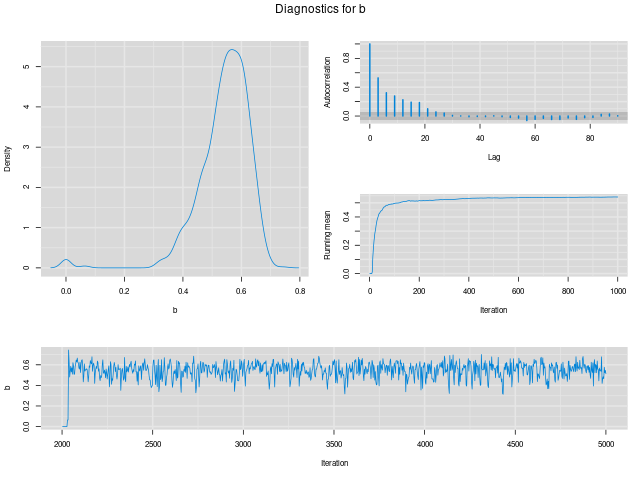 Diagnostics for b
Density
0 1 2 3 4 5
0.0 0.2 0.4 0.6 0.8
b
Autocorrelation
0.0 0.4 0.8
0 20 40 60 80
Lag
Running mean
0.0 0.2 0.4
0 200 400 600 800 1000
Iteration
b
0.0 0.2 0.4 0.6
2000 2500 3000 3500 4000 4500 5000
Iteration